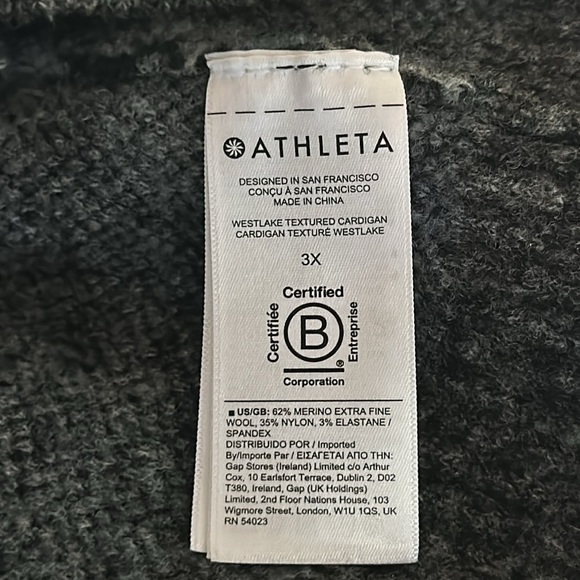 ATHLETA
DESIGNED IN SAN FRANCISCO
CONÇU À SAN FRANCISCO
MADE IN CHINA
WESTLAKE TEXTURED CARDIGAN
CARDIGAN TEXTURÉ WESTLAKE
3X
Certified
Certifiée
B
Entreprise
®
Corporation
■ US/GB: 62% MERINO EXTRA FINE
WOOL, 35% NYLON, 3% ELASTANE /
SPANDEX
DISTRIBUIDO POR / Imported
By/Importe Par / ΕΙΣΑΓΕΤΑΙ ΑΠΟ ΤΗΝ:
Gap Stores (Ireland) Limited c/o Arthur
Cox, 10 Earlsfort Terrace, Dublin 2, D02
T380, Ireland, Gap (UK Holdings)
Limited, 2nd Floor Nations House, 103
Wigmore Street, London, W1U 1QS, UK
RN 54023